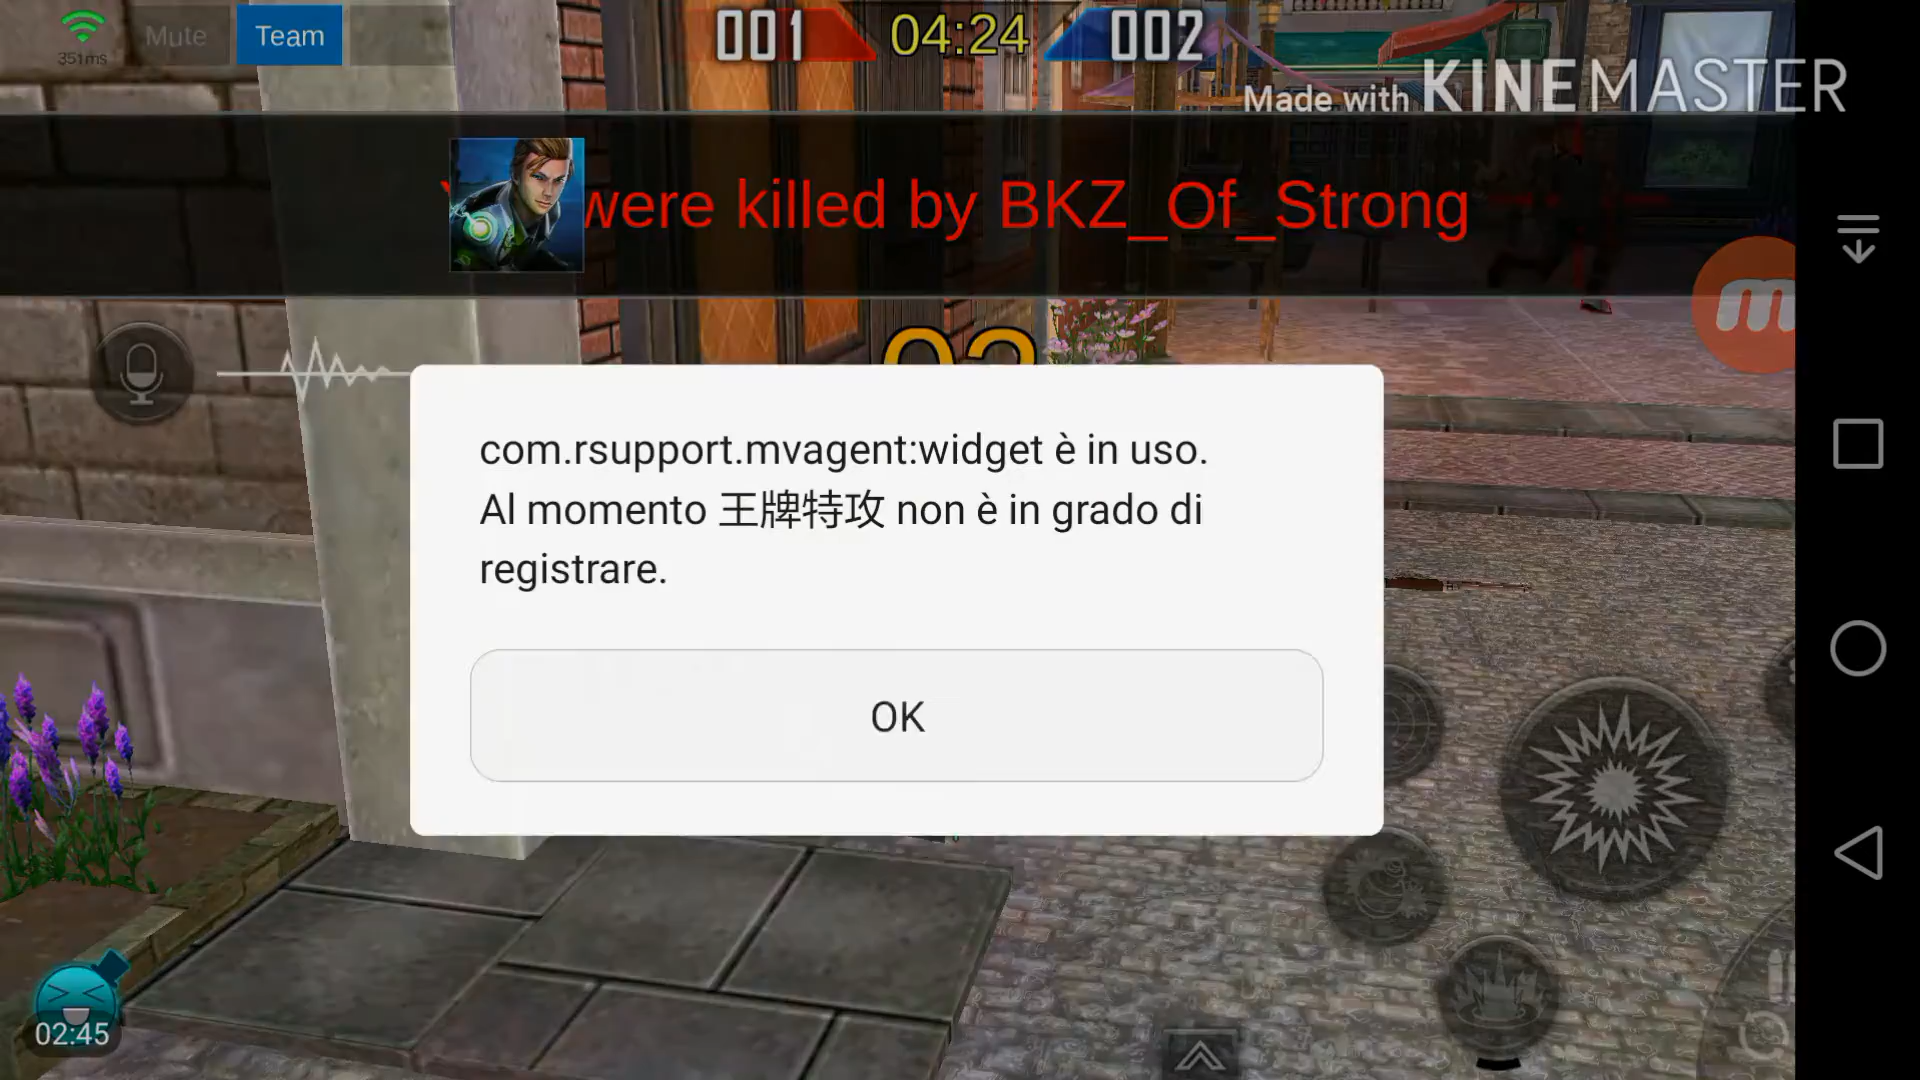 351ms
Mute
Team
001
04:24
002
Made with KINEMASTER
were killed by BKZ_Of_Strong
com.rsupport.mvagent:widget è in uso.
Al momento 王牌特攻 non è in grado di
registrare.
OK
02:45